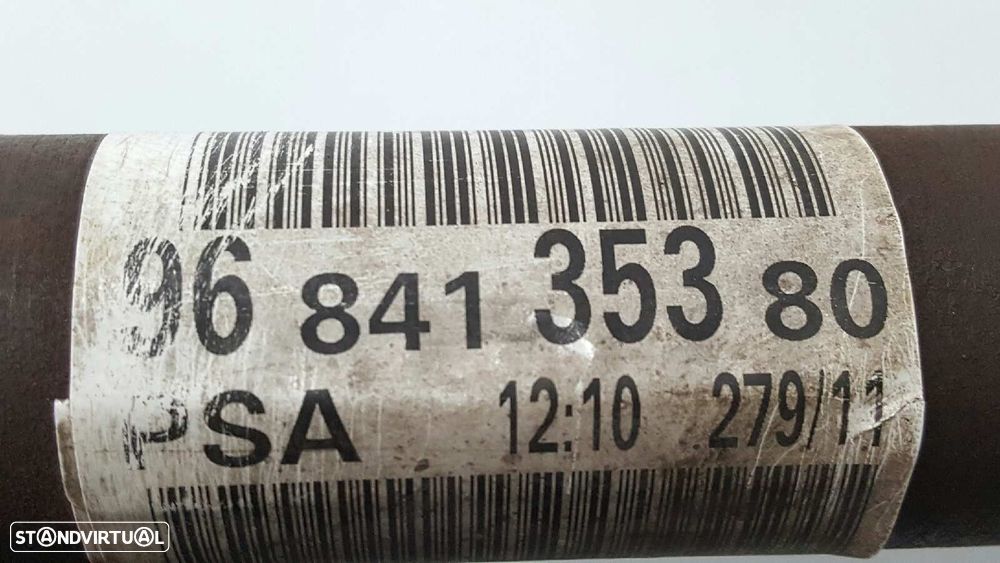 96 841 353 80
PSA 12:10 279/11
STANDVIRTUAL